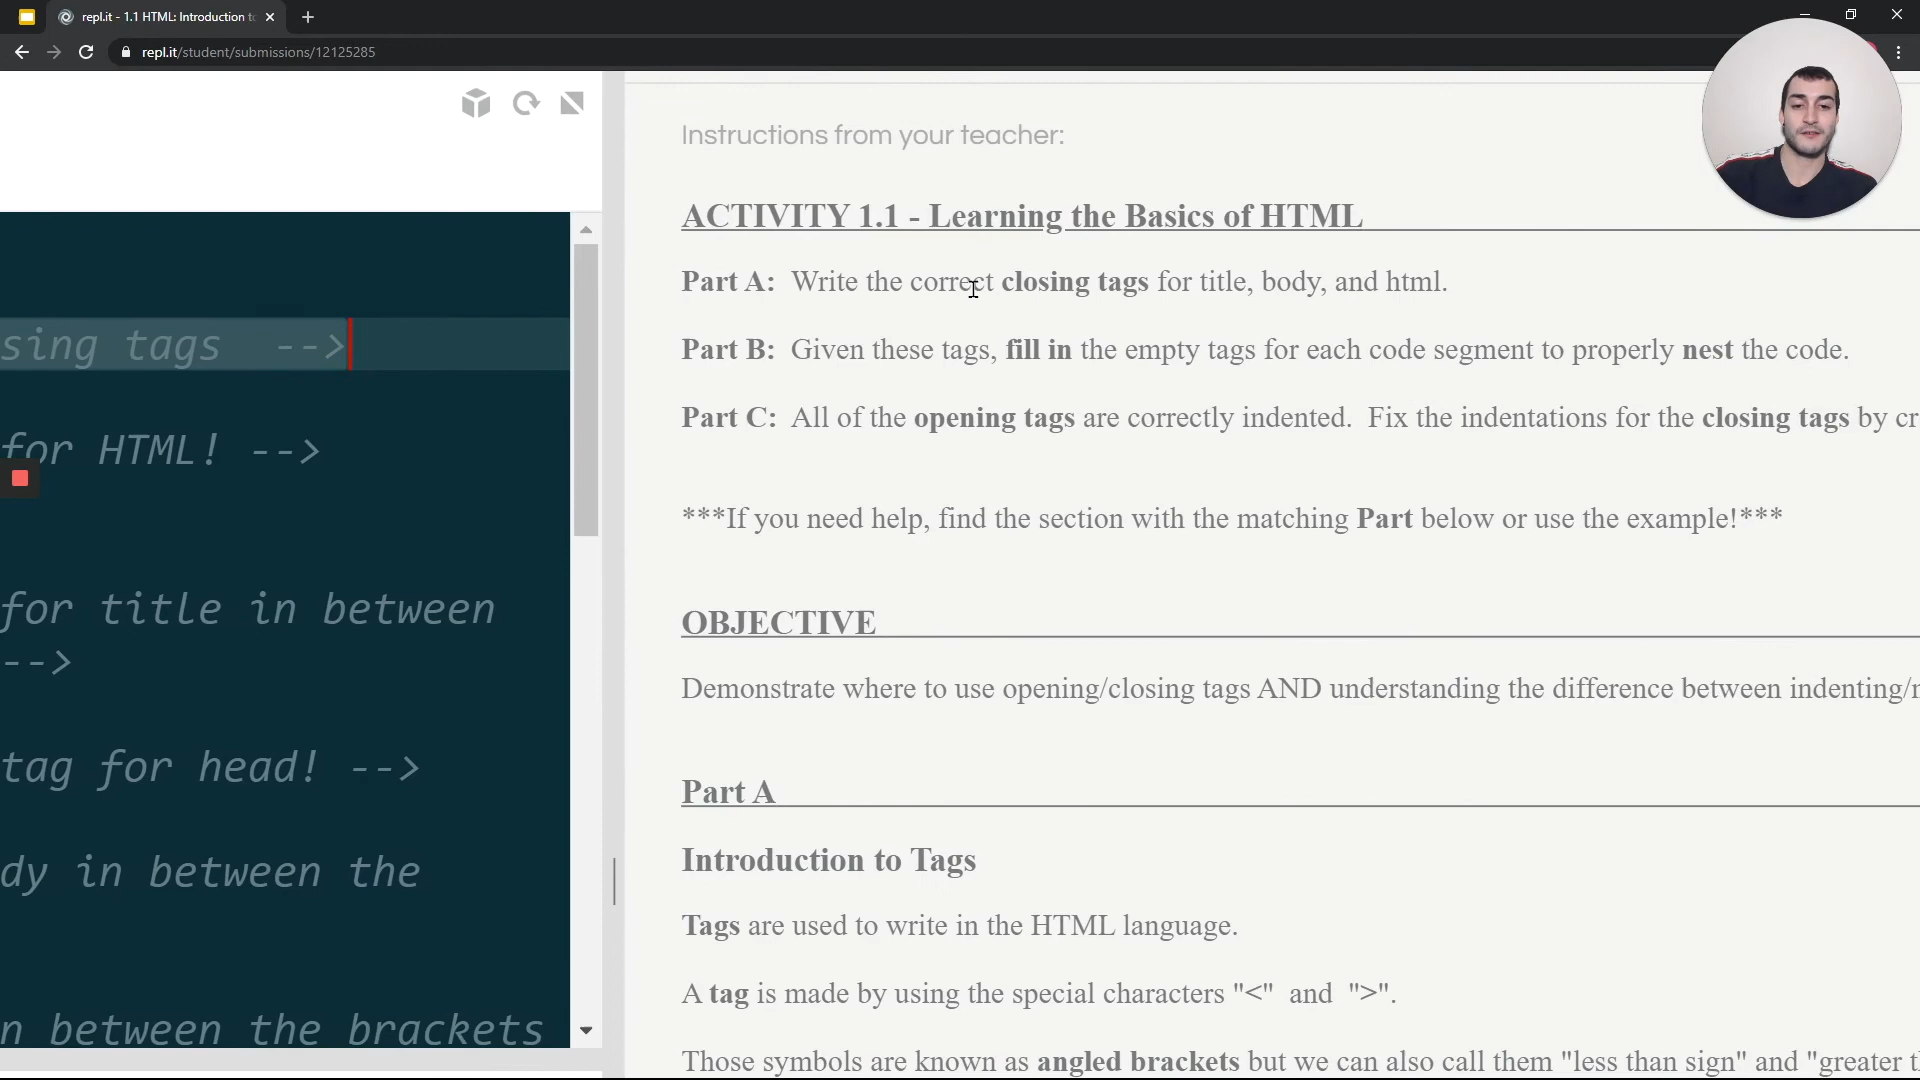 repl.it - 1.1 HTML: Introduction to
repl.it/student/submissions/12125285
sing tags -->
for HTML! -->
for title in between
-->
tag for head! -->
dy in between the
n between the brackets
Instructions from your teacher:
ACTIVITY 1.1 - Learning the Basics of HTML
Part A: Write the correct closing tags for title, body, and html.
Part B: Given these tags, fill in the empty tags for each code segment to properly nest the code.
Part C: All of the opening tags are correctly indented. Fix the indentations for the closing tags by cr
***If you need help, find the section with the matching Part below or use the example!***
OBJECTIVE
Demonstrate where to use opening/closing tags AND understanding the difference between indenting/
Part A
Introduction to Tags
Tags are used to write in the HTML language.
A tag is made by using the special characters "<" and ">".
Those symbols are known as angled brackets but we can also call them "less than sign" and "greater